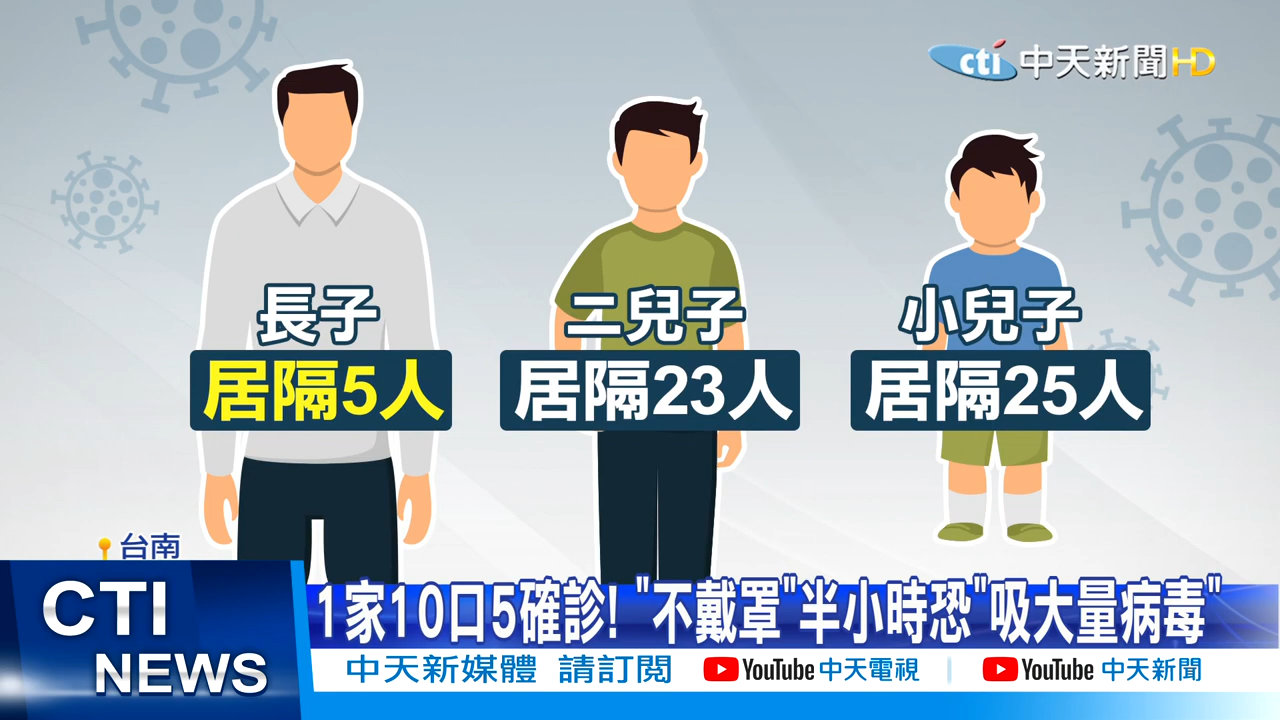 cti 中天新聞HD
長子
居隔5人
二兒子
居隔23人
小兒子
居隔25人
台南
CTI NEWS
1家10口5確診! "不戴罩"半小時恐"吸大量病毒"
中天新媒體 請訂閱 YouTube 中天電視 YouTube 中天新聞